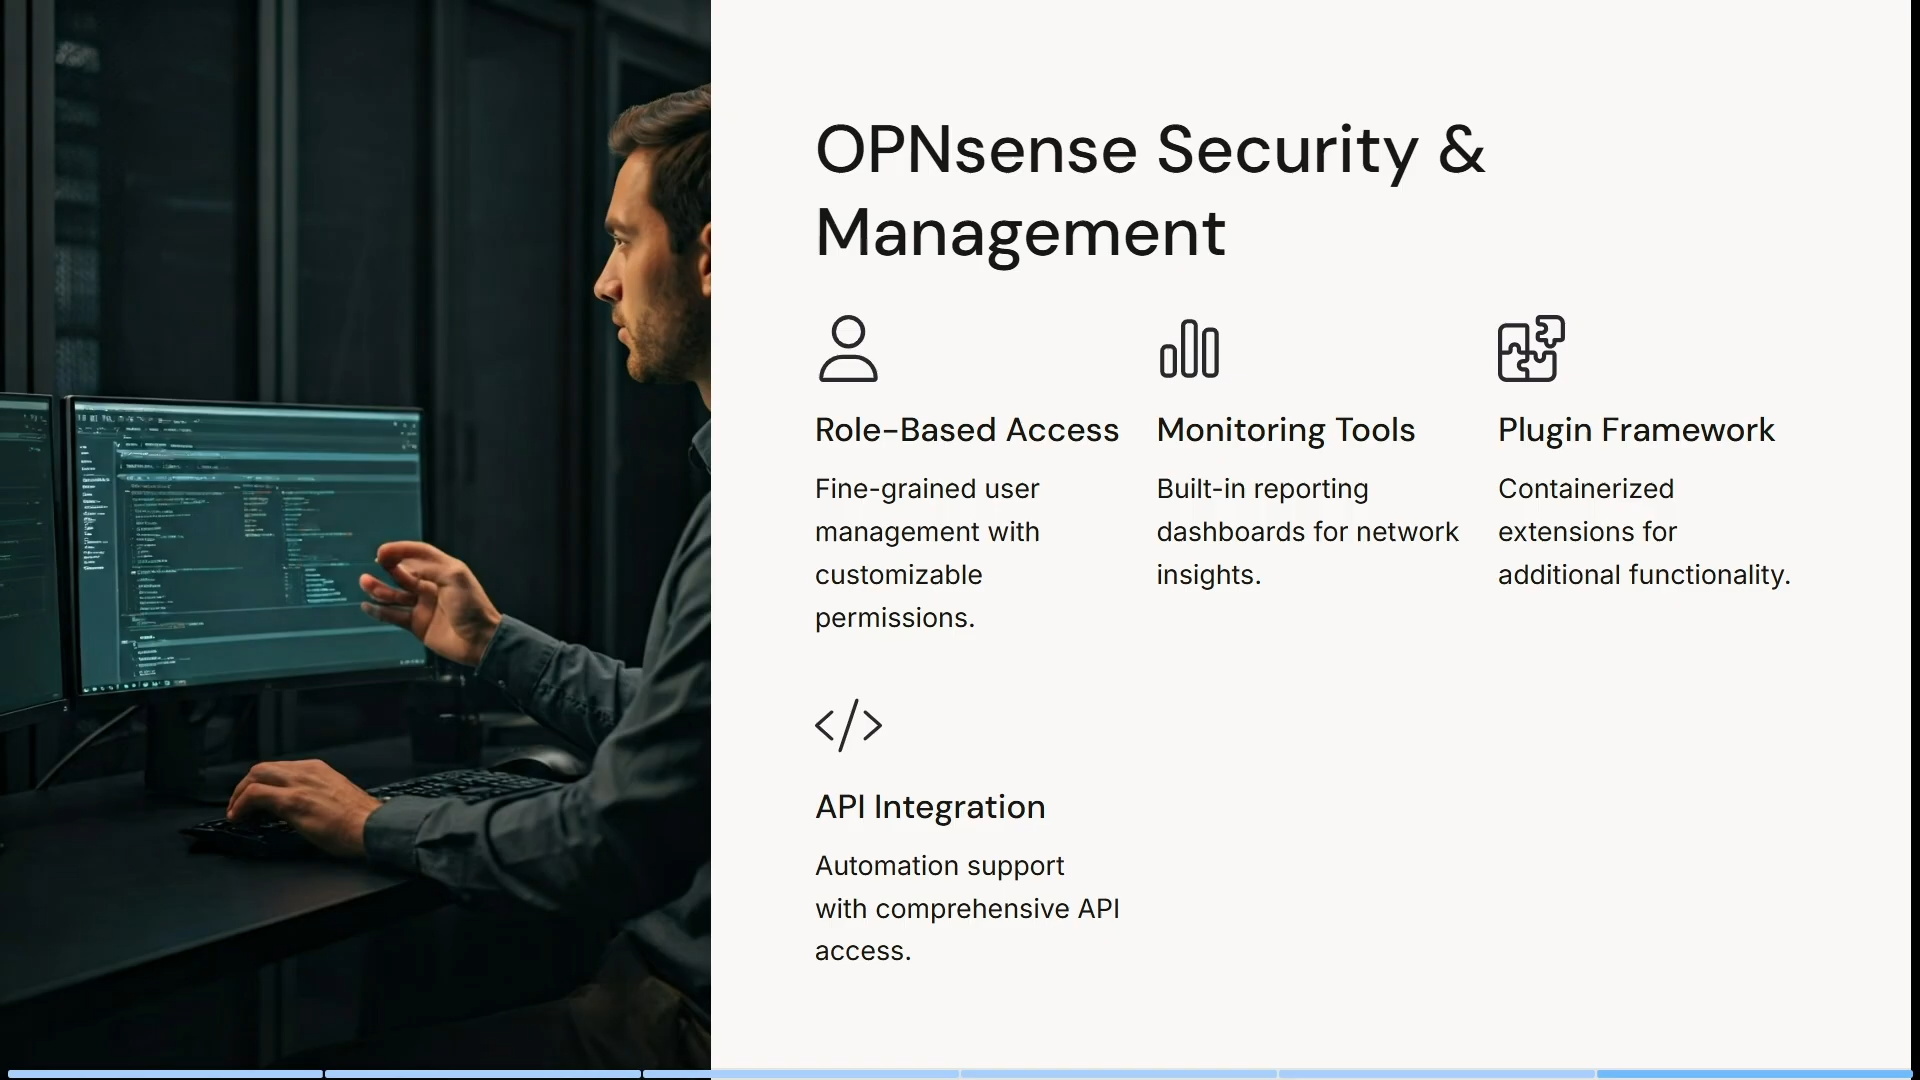 OPNsense Security &
Management
Role-Based Access
Fine-grained user
management with
customizable
permissions.
Monitoring Tools
Built-in reporting
dashboards for network
insights.
Plugin Framework
Containerized
extensions for
additional functionality.
</>
API Integration
Automation support
with comprehensive API
access.